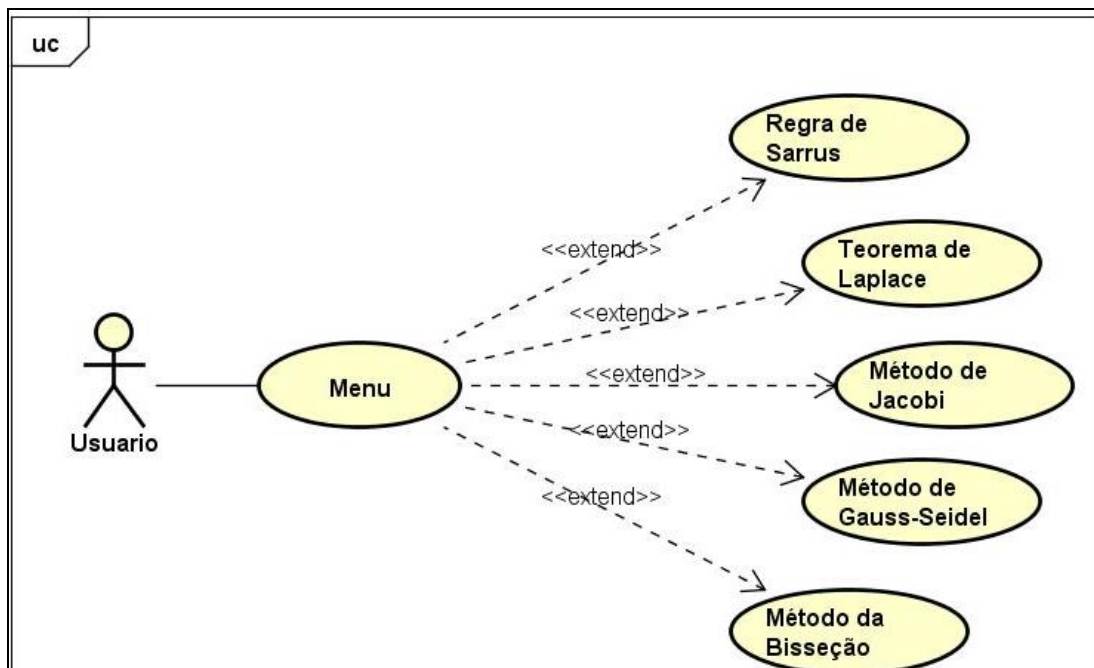 uc
Regra de
Sarrus
<<extend>>
Teorema de
Laplace
<<extend>>
Menu
<<extend>>
Método de
Jacobi
Usuario
<<extend>>
Método de
Gauss-Seidel
<<extend>>
Método da
Bisseção